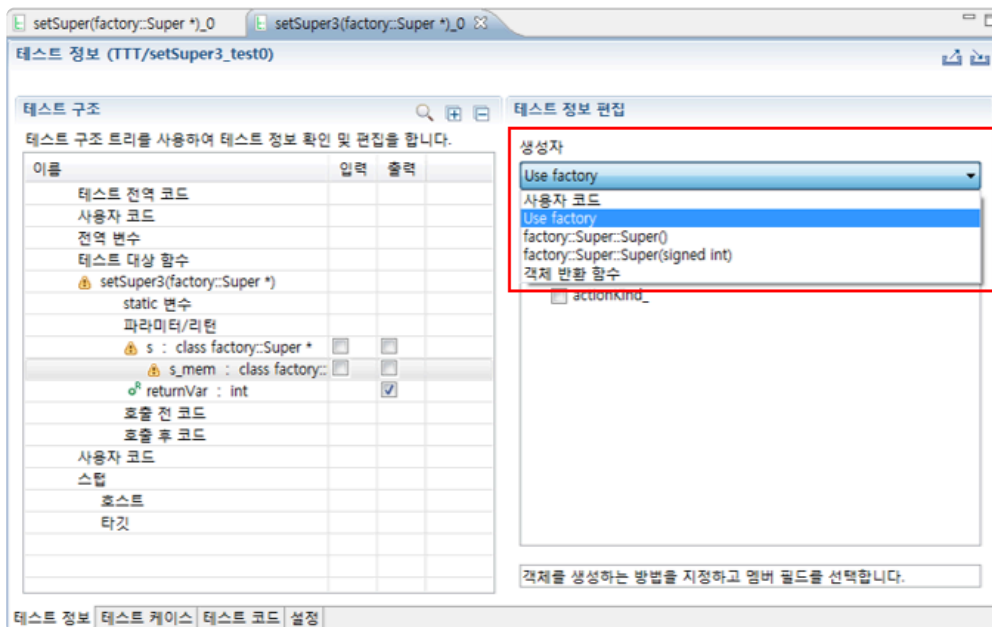 setSuper(factory::Super *)_0
setSuper3(factory::Super *)_0
테스트 정보 (TTT/setSuper3_test0)
테스트 구조
테스트 구조 트리를 사용하여 테스트 정보 확인 및 편집을 합니다.
이름 입력 출력
테스트 전역 코드
사용자 코드
전역 변수
테스트 대상 함수
setSuper3(factory::Super *)
static 변수
파라미터/리턴
s : class factory::Super *
s_mem : class factory::
returnVar : int
호출 전 코드
호출 후 코드
사용자 코드
스텁
호스트
타깃
테스트 정보 편집
생성자
Use factory
사용자 코드
Use factory
factory::Super::Super()
factory::Super::Super(signed int)
객체 반환 함수
actionKind_
객체를 생성하는 방법을 지정하고 멤버 필드를 선택합니다.
테스트 정보 테스트 케이스 테스트 코드 설정